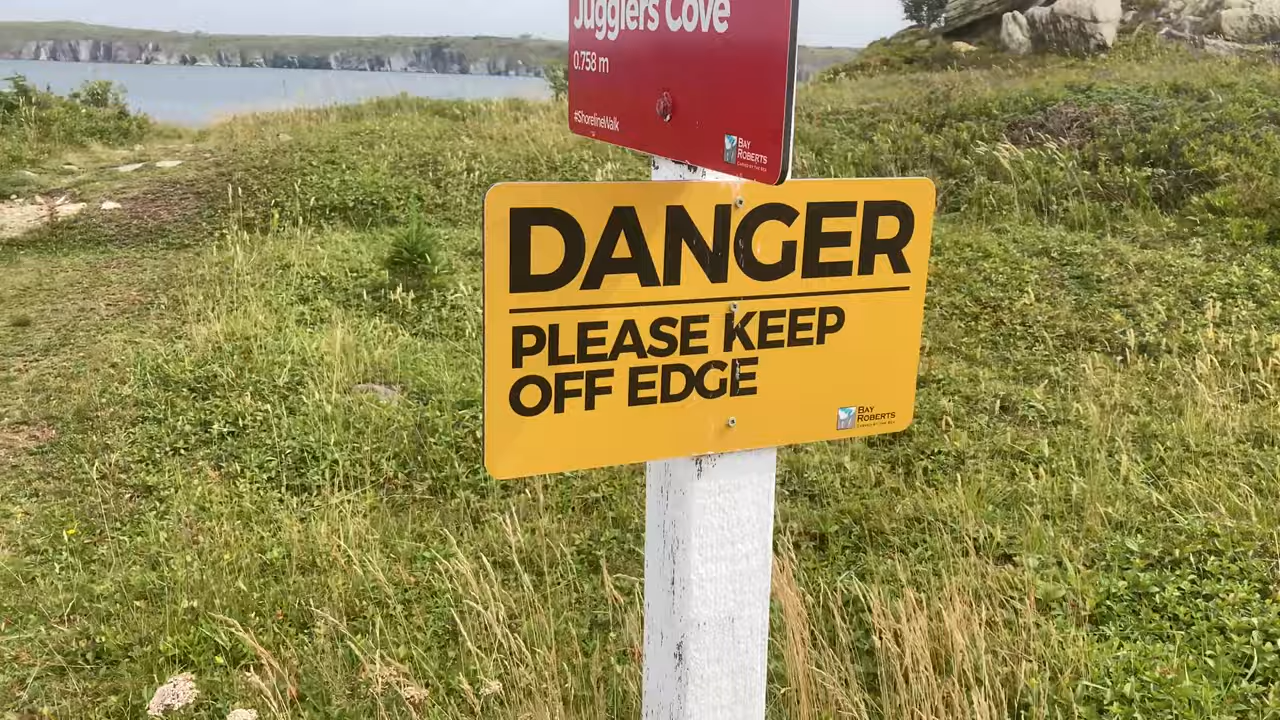 Jugglers Cove
0.758 m
#ShorelineWalk
BAY
ROBERTS
DANGER
PLEASE KEEP
OFF EDGE
BAY
ROBERTS